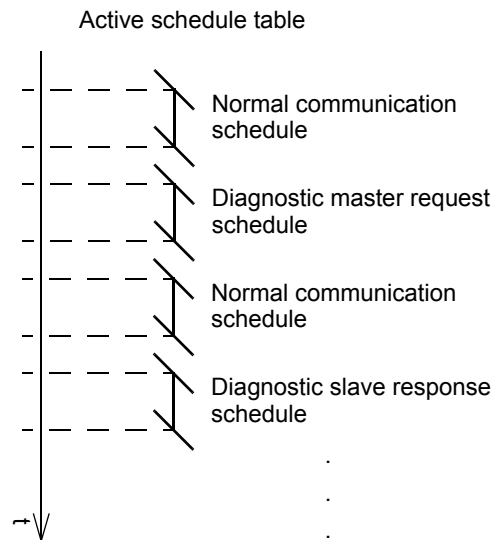 Active schedule table
Normal communication
schedule
Diagnostic master request
schedule
Normal communication
schedule
Diagnostic slave response
schedule
.
.
.
t